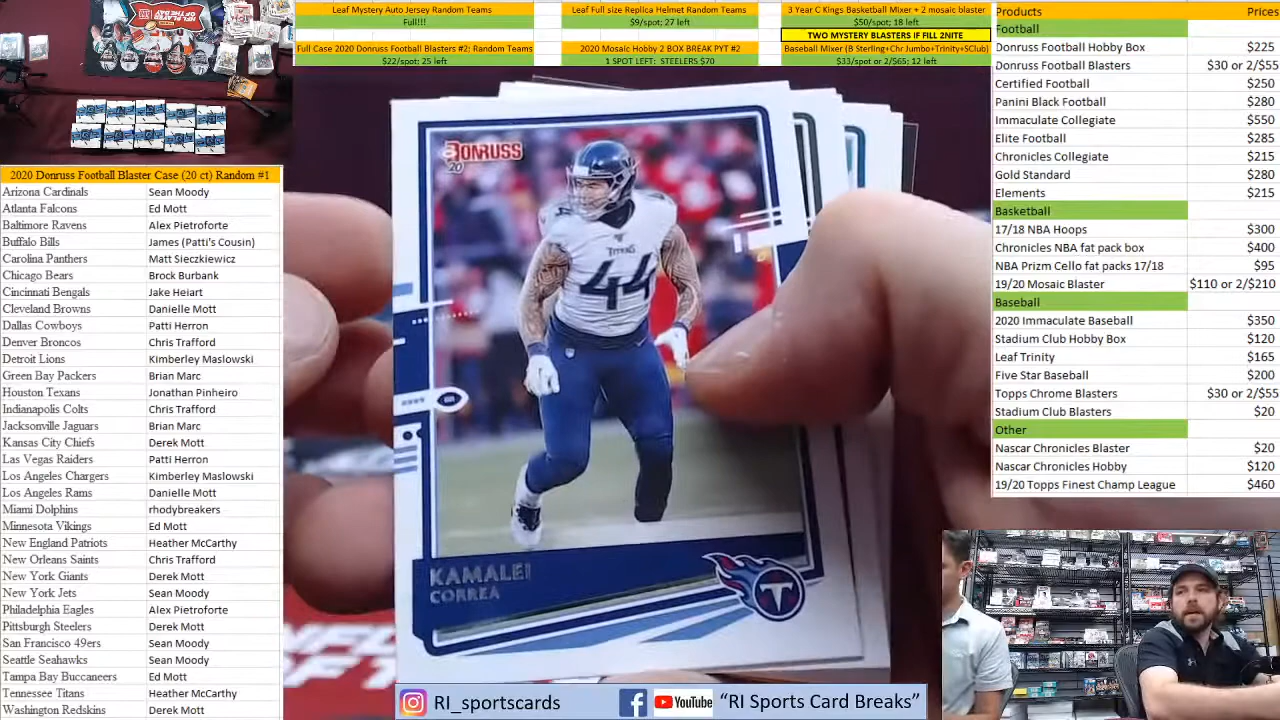 Leaf Mystery Auto Jersey Random Teams
Full!!!
Full Case 2020 Donruss Football Blasters #2; Random Teams
$22/spot; 25 left
Leaf Full size Replica Helmet Random Teams
$9/spot; 27 left
2020 Mosaic Hobby 2 BOX BREAK PYT #2
1 SPOT LEFT: STEELERS $70
3 Year C Kings Basketball Mixer + 2 mosaic blaster
$50/spot; 18 left
TWO MYSTERY BLASTERS IF FILL 2NITE
Baseball Mixer (B Sterling+Chr Jumbo+Trinity+SClub)
$33/spot or 2/$65; 12 left
Products Prices
Football
Donruss Football Hobby Box $225
Donruss Football Blasters $30 or 2/$55
Certified Football $250
Panini Black Football $280
Immaculate Collegiate $550
Elite Football $285
Chronicles Collegiate $215
Gold Standard $280
Elements $215
Basketball
17/18 NBA Hoops $300
Chronicles NBA fat pack box $400
NBA Prizm Cello fat packs 17/18 $95
19/20 Mosaic Blaster $110 or 2/$210
Baseball
2020 Immaculate Baseball $350
Stadium Club Hobby Box $120
Leaf Trinity $165
Five Star Baseball $200
Topps Chrome Blasters $30 or 2/$55
Stadium Club Blasters $20
Other
Nascar Chronicles Blaster $20
Nascar Chronicles Hobby $120
19/20 Topps Finest Champ League $460
2020 Donruss Football Blaster Case (20 ct) Random #1
Arizona Cardinals Sean Moody
Atlanta Falcons Ed Mott
Baltimore Ravens Alex Pietroforte
Buffalo Bills James (Patti's Cousin)
Carolina Panthers Matt Sieczkiewicz
Chicago Bears Brock Burbank
Cincinnati Bengals Jake Heiart
Cleveland Browns Danielle Mott
Dallas Cowboys Patti Herron
Denver Broncos Chris Trafford
Detroit Lions Kimberley Maslowski
Green Bay Packers Brian Marc
Houston Texans Jonathan Pinheiro
Indianapolis Colts Chris Trafford
Jacksonville Jaguars Brian Marc
Kansas City Chiefs Derek Mott
Las Vegas Raiders Patti Herron
Los Angeles Chargers Kimberley Maslowski
Los Angeles Rams Danielle Mott
Miami Dolphins rhodybreakers
Minnesota Vikings Ed Mott
New England Patriots Heather McCarthy
New Orleans Saints Chris Trafford
New York Giants Derek Mott
New York Jets Sean Moody
Philadelphia Eagles Alex Pietroforte
Pittsburgh Steelers Derek Mott
San Francisco 49ers Sean Moody
Seattle Seahawks Sean Moody
Tampa Bay Buccaneers Ed Mott
Tennessee Titans Heather McCarthy
Washington Redskins Derek Mott
DONRUSS
20
44
TITANS
44
KAMALEI
CORREA
T
RI_sportscards
YouTube
"RI Sports Card Breaks"